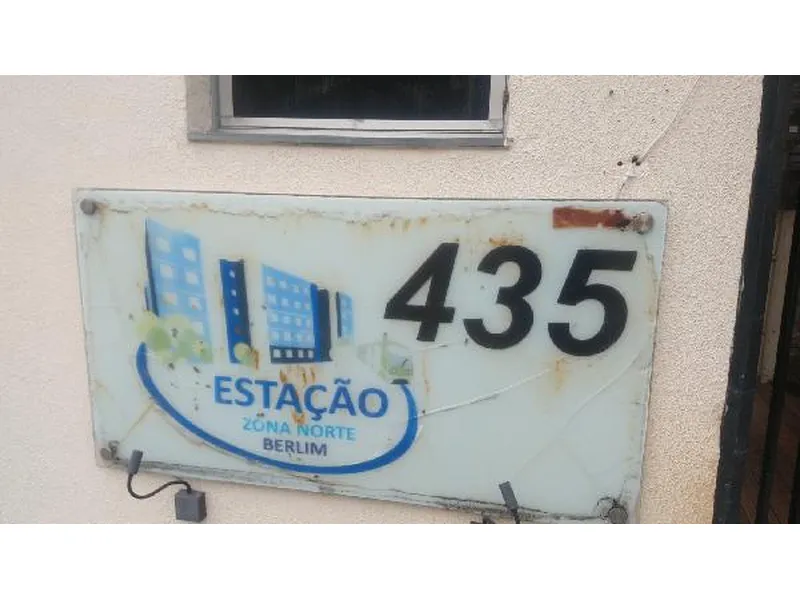 435
ESTAÇÃO
ZONA NORTE
BERLIM